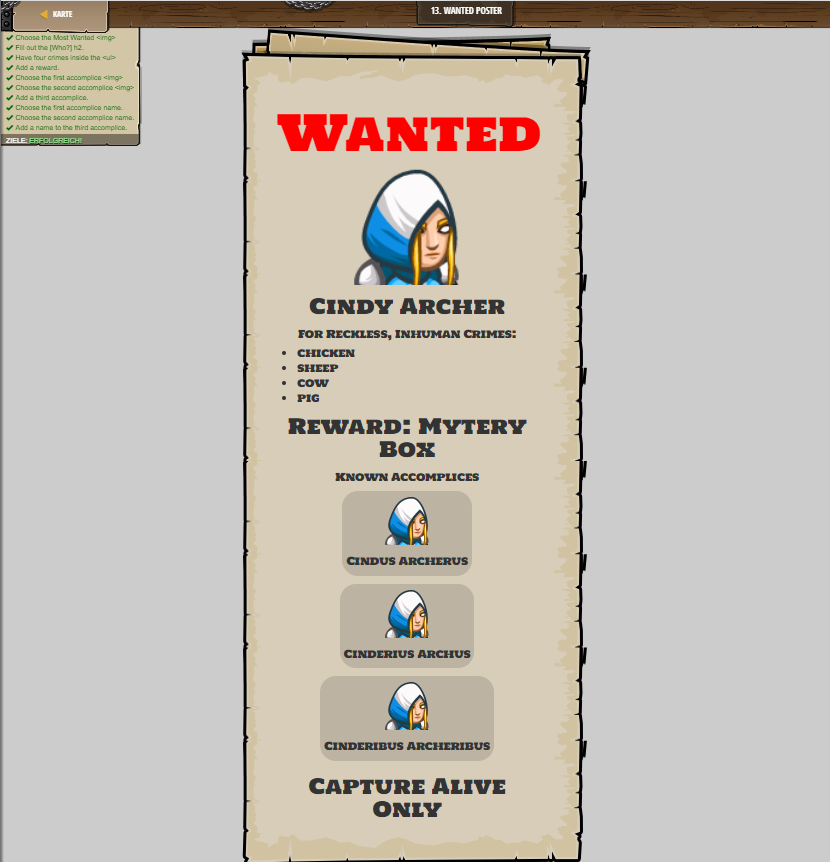 KARTE
13. WANTED POSTER
Choose the Most Wanted <img>
Fill out the [Who?] h2.
Have four crimes inside the <ul>
Add a reward.
Choose the first accomplice <img>
Choose the second accomplice <img>
Add a third accomplice.
Choose the first accomplice name.
Choose the second accomplice name.
Add a name to the third accomplice.
ZIELE: ERFOLGREICH!
WANTED
CINDY ARCHER
FOR RECKLESS, INHUMAN CRIMES:
CHICKEN
SHEEP
COW
PIG
REWARD: MYTERY
BOX
KNOWN ACCOMPLICES
CINDUS ARCHERUS
CINDERIUS ARCHUS
CINDERIBUS ARCHERIBUS
CAPTURE ALIVE
ONLY